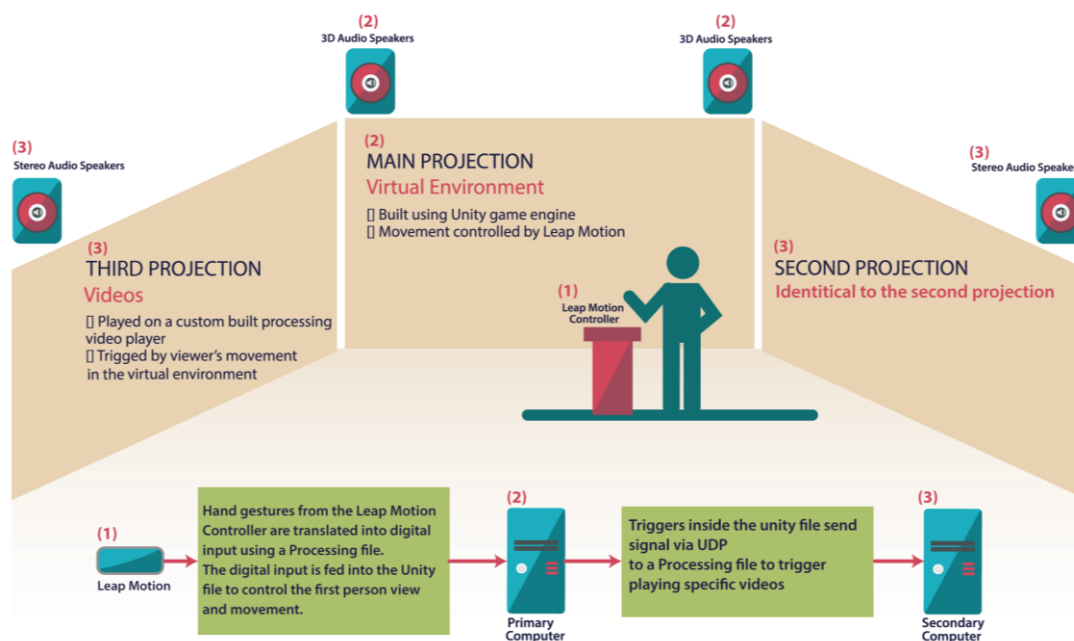 (2)
3D Audio Speakers
(2)
3D Audio Speakers
(3)
Stereo Audio Speakers
(3)
Stereo Audio Speake
(2)
MAIN PROJECTION
Virtual Environment
[] Built using Unity game engine
[] Movement controlled by Leap Motion
(3)
THIRD PROJECTION
Videos
[] Played on a custom built processing
video player
[] Trigged by viewer's movement
in the virtual environment
(1)
Leap Motion
Controller
(3)
SECOND PROJECTION
Identitical to the second projection
(1)
Leap Motion
Hand gestures from the Leap Motion
Controller are translated into digital
input using a Processing file.
The digital input is fed into the Unity
file to control the first person view
and movement.
(2)
Primary
Computer
Triggers inside the unity file send
signal via UDP
to a Processing file to trigger
playing specific videos
(3)
Secondary
Computer